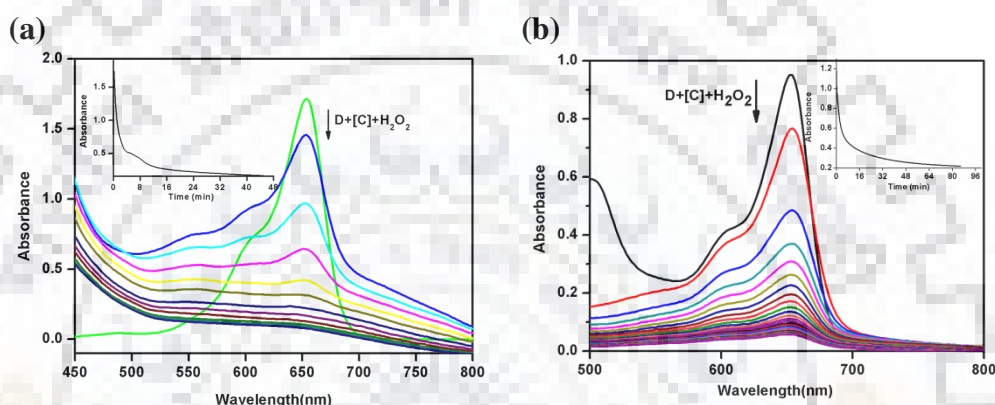 (a)
2.0
1.5
1.0
0.5
0.0
Absorbance
450 500 550 600 650 700 750 800
Wavelength(nm)
D+[C]+H₂O₂
1.5
1.0
0.5
Absorbance
0 12 24 36 48
Time (min)
(b)
1.0
0.8
0.6
0.4
0.2
0.0
Absorbance
500 600 700 800
Wavelength(nm)
D+[C]+H₂O₂
1.2
1.0
0.8
0.6
0.4
0.2
Absorbance
0 16 32 48 64 80 96
Time (min)